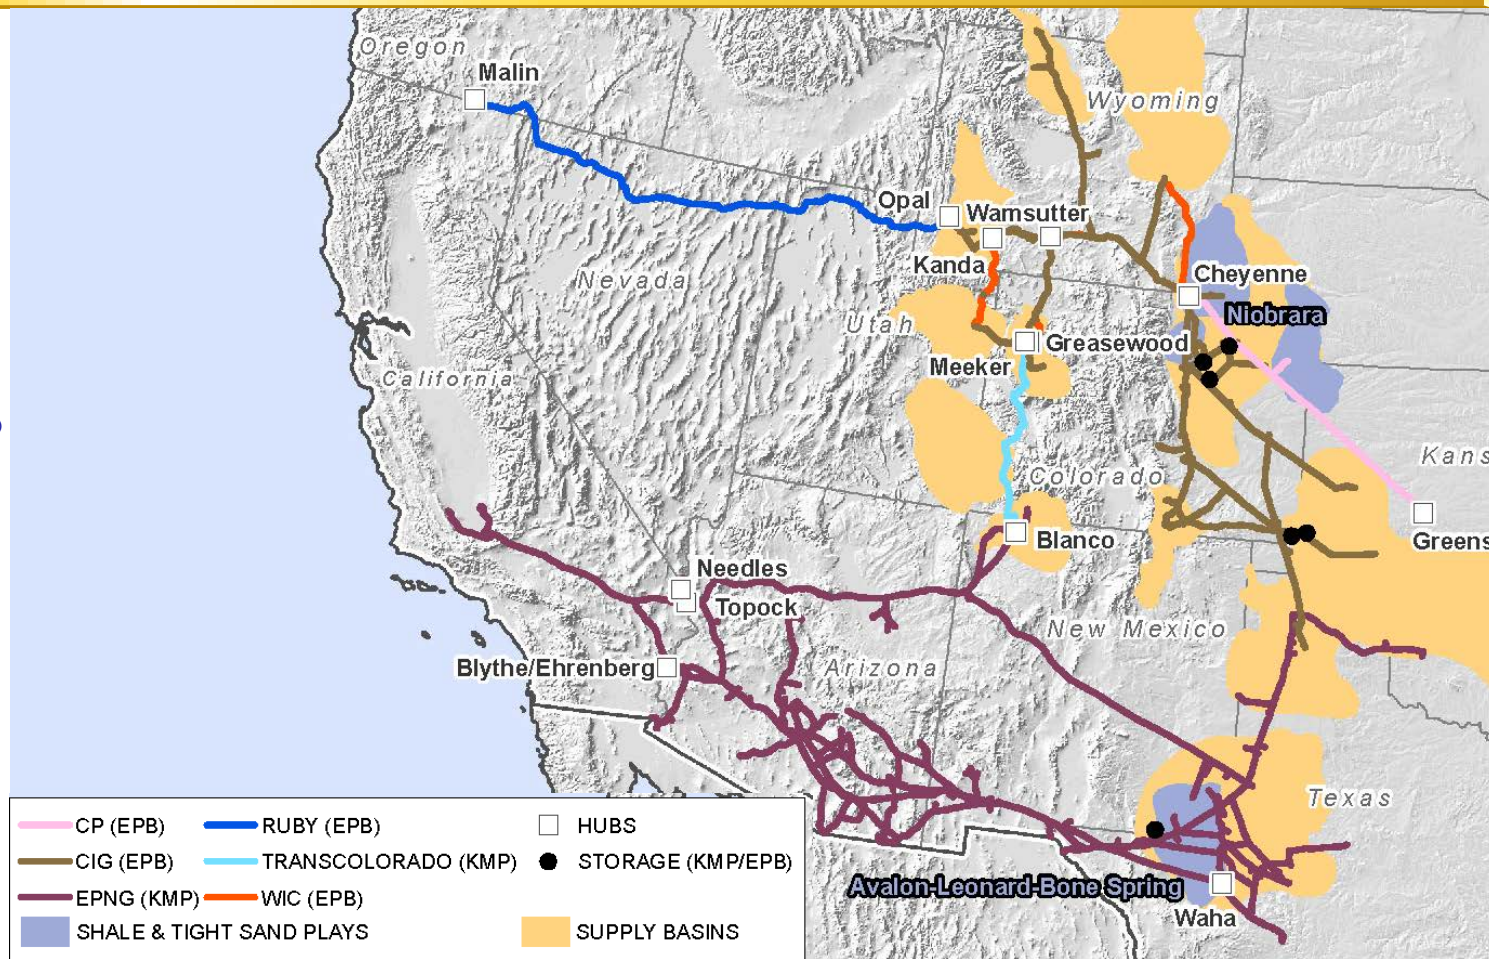 Oregon
Malin
Wyoming
Opal
Wamsutter
Kanda
Nevada
Cheyenne
Niobrara
Utah
Greasewood
Meeker
California
Colorado
Kans
Blanco
Greens
Needles
Topock
New Mexico
Blythe/Ehrenberg
Arizona
Texas
Avalon-Leonard-Bone Spring
Waha
CP (EPB)
RUBY (EPB)
HUBS
CIG (EPB)
TRANSCOLORADO (KMP)
STORAGE (KMP/EPB)
EPNG (KMP)
WIC (EPB)
SHALE & TIGHT SAND PLAYS
SUPPLY BASINS